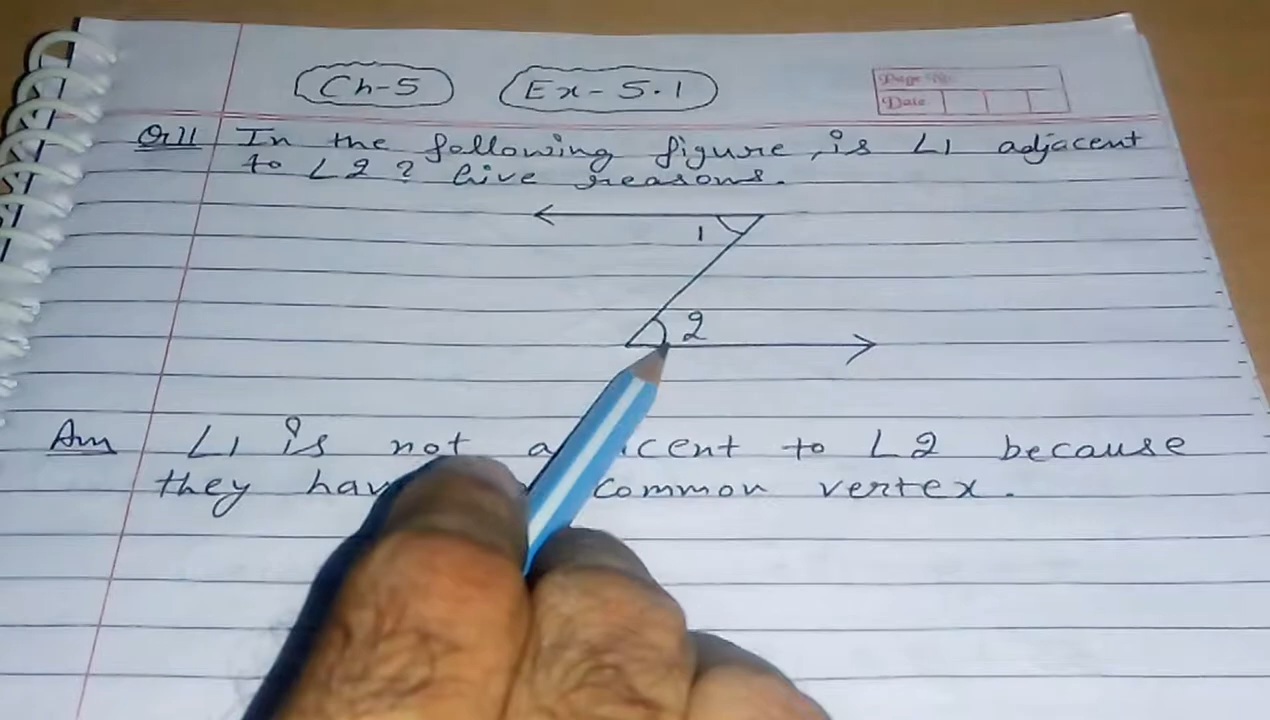 Ch-5 Ex-5.1
Page No.
Date
Q.11 In the following figure, is ∠1 adjacent
to ∠2? Give reasons.
1
2
Ans ∠1 is not cent to ∠2 because
they hav common vertex.